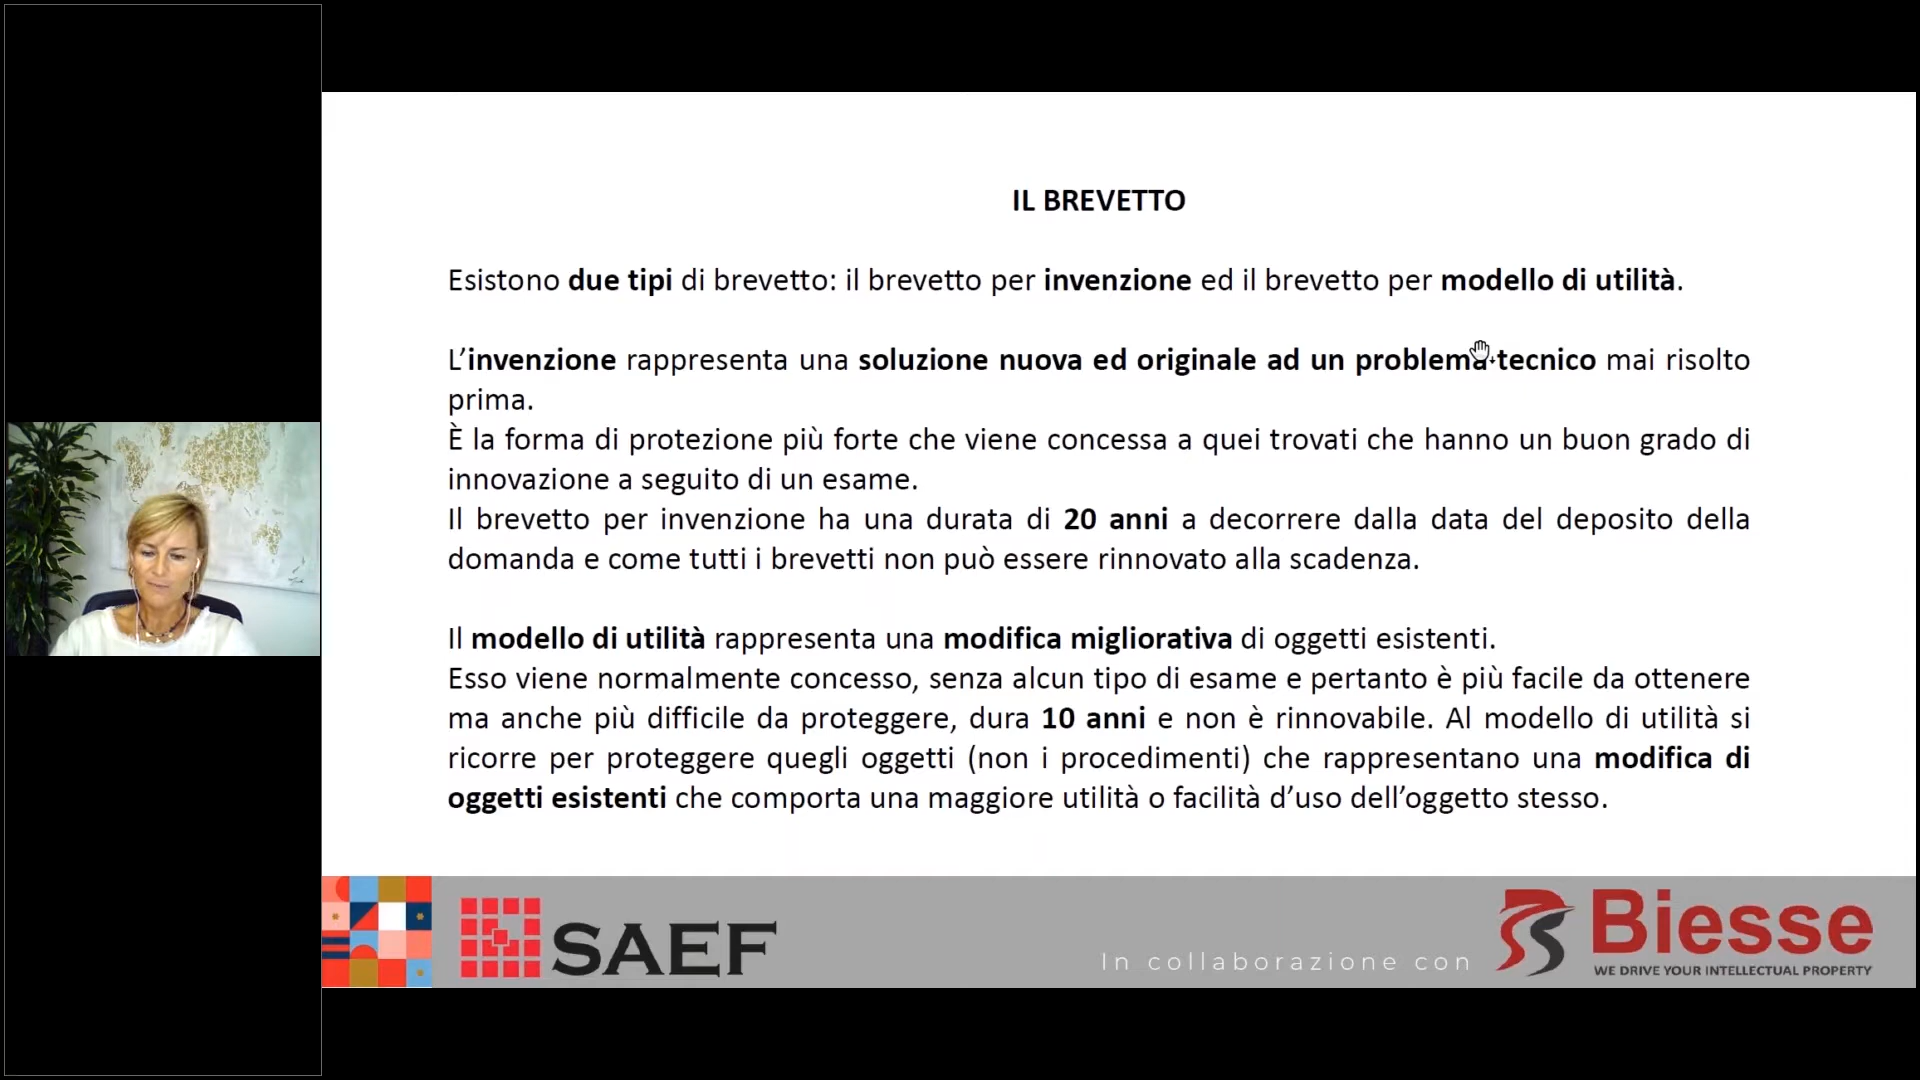 IL BREVETTO
Esistono due tipi di brevetto: il brevetto per invenzione ed il brevetto per modello di utilità.
L’invenzione rappresenta una soluzione nuova ed originale ad un problema tecnico mai risolto
prima.
È la forma di protezione più forte che viene concessa a quei trovati che hanno un buon grado di
innovazione a seguito di un esame.
Il brevetto per invenzione ha una durata di 20 anni a decorrere dalla data del deposito della
domanda e come tutti i brevetti non può essere rinnovato alla scadenza.
Il modello di utilità rappresenta una modifica migliorativa di oggetti esistenti.
Esso viene normalmente concesso, senza alcun tipo di esame e pertanto è più facile da ottenere
ma anche più difficile da proteggere, dura 10 anni e non è rinnovabile. Al modello di utilità si
ricorre per proteggere quegli oggetti (non i procedimenti) che rappresentano una modifica di
oggetti esistenti che comporta una maggiore utilità o facilità d’uso dell’oggetto stesso.
SAEF
In collaborazione con
Biesse
WE DRIVE YOUR INTELLECTUAL PROPERTY